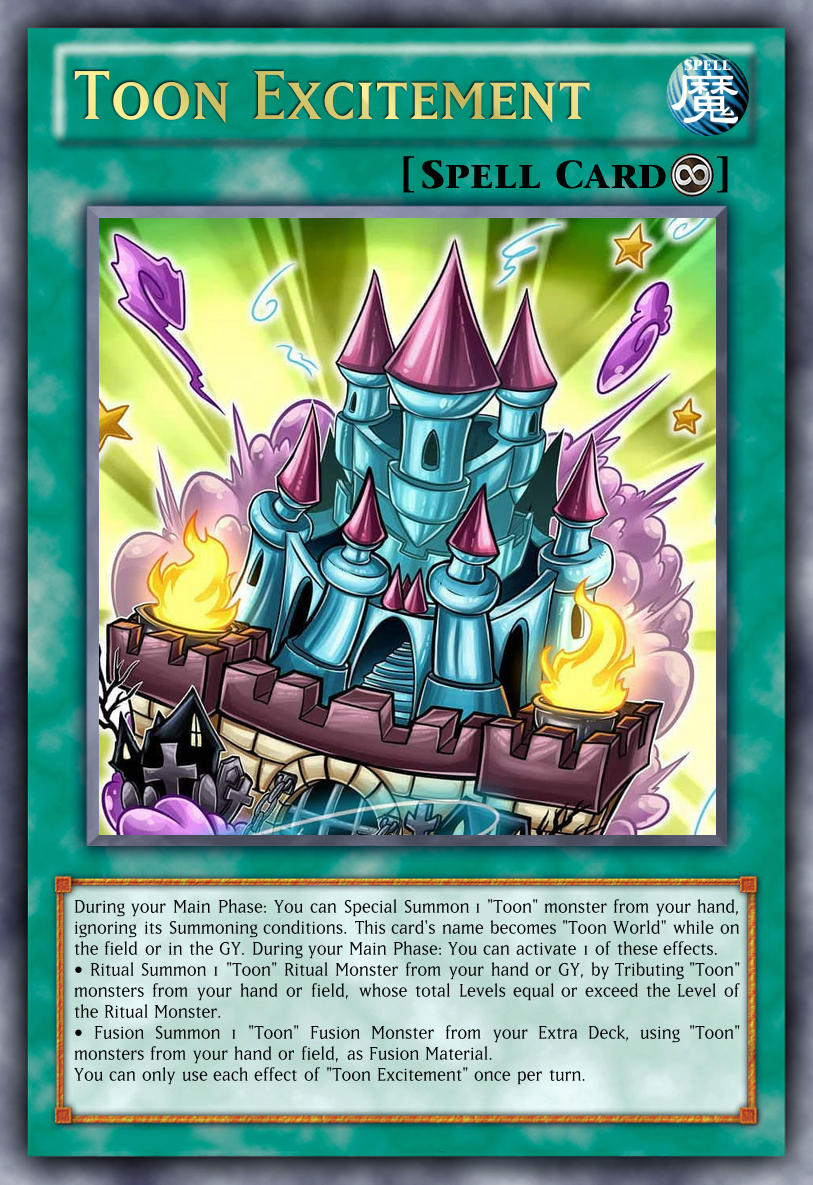 Toon Excitement
SPELL
魔
[Spell Card♾]
During your Main Phase: You can Special Summon 1 "Toon" monster from your hand,
ignoring its Summoning conditions. This card's name becomes "Toon World" while on
the field or in the GY. During your Main Phase: You can activate 1 of these effects.
• Ritual Summon 1 "Toon" Ritual Monster from your hand or GY, by Tributing "Toon"
monsters from your hand or field, whose total Levels equal or exceed the Level of
the Ritual Monster.
• Fusion Summon 1 "Toon" Fusion Monster from your Extra Deck, using "Toon"
monsters from your hand or field, as Fusion Material.
You can only use each effect of "Toon Excitement" once per turn.